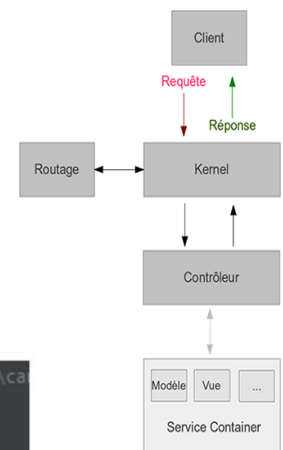 Client
Requête
Réponse
Routage
Kernel
Contrôleur
Modèle
Vue
...
Service Container